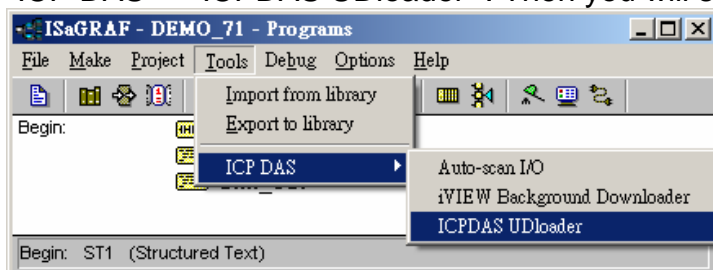 ISaGRAF - DEMO_71 - Programs
File Make Project Tools Debug Options Help
Import from library
Export to library
Begin:
ICP DAS
Auto-scan I/O
iVIEW Background Downloader
ICPDAS UDloader
Begin: ST1 (Structured Text)